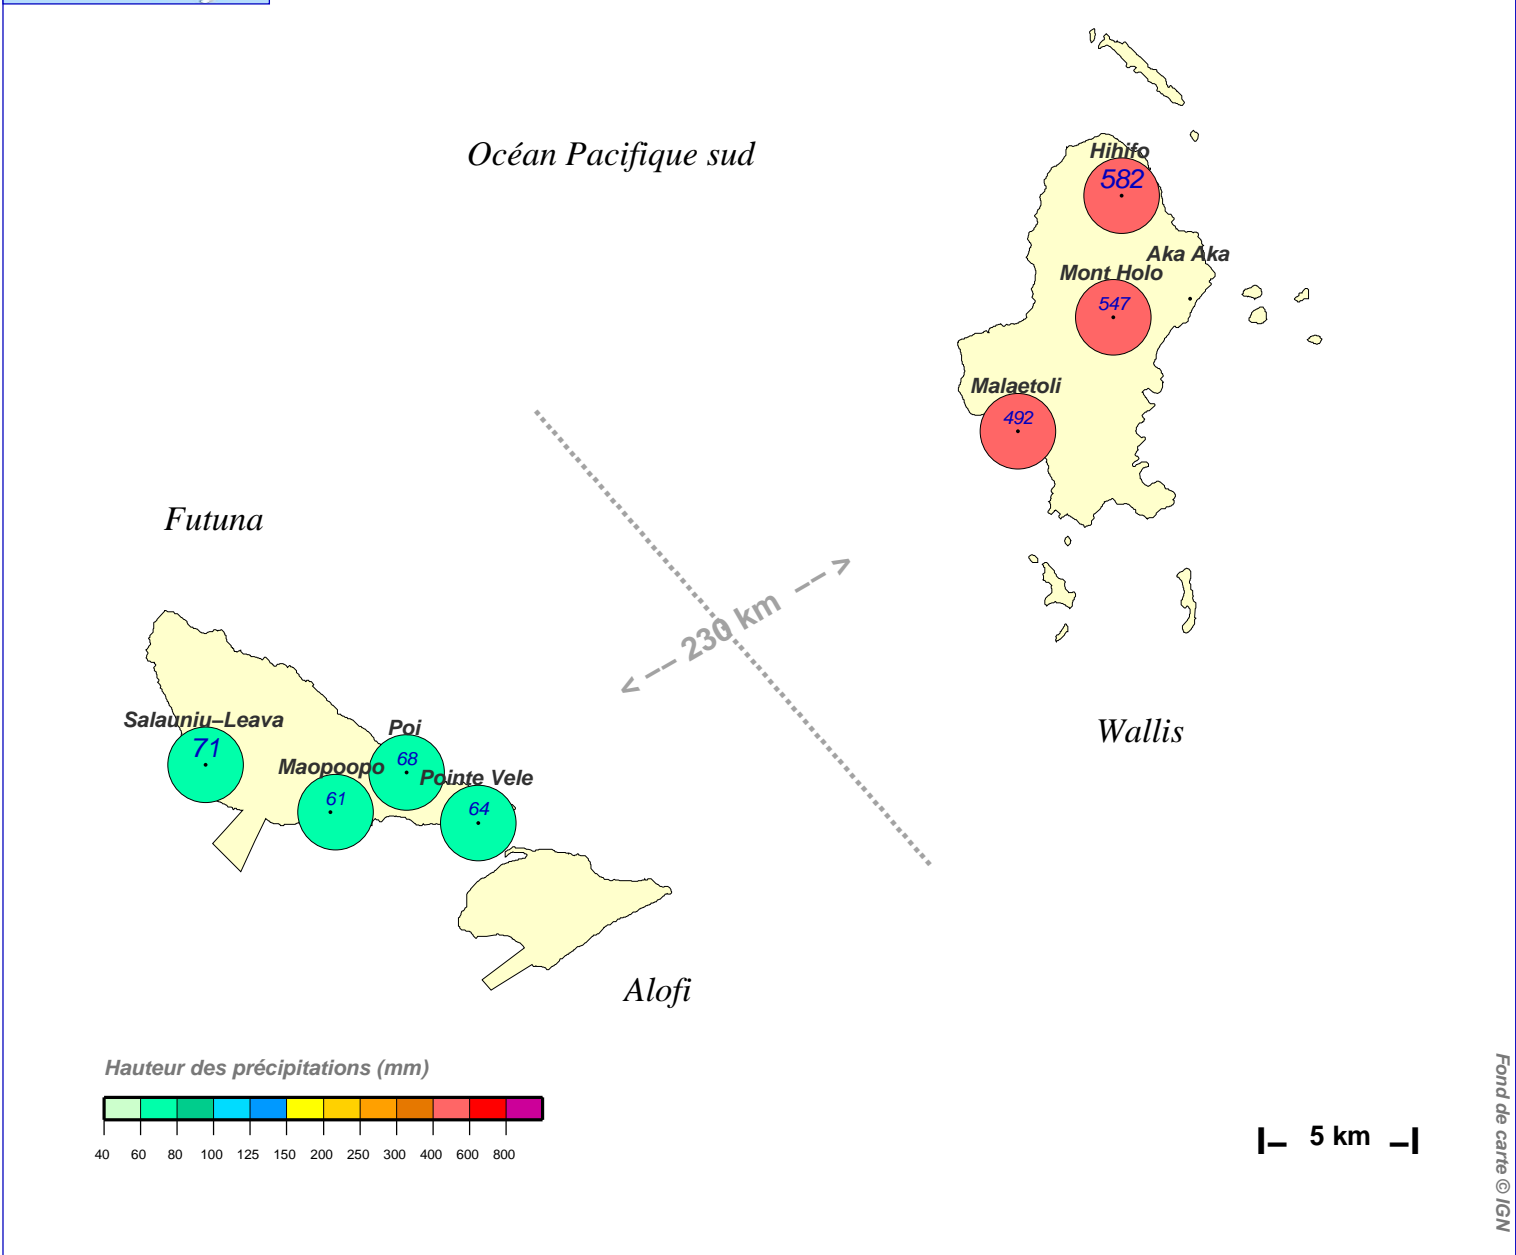 Océan Pacifique sud
Hihifo
582
Aka Aka
Mont Holo
547
Malaetoli
492
Futuna
230 km
Wallis
Salauniu–Leava
71
Poi
68
Maopoopo
61
Pointe Vele
64
Alofi
Hauteur des précipitations (mm)
40 60 80 100 125 150 200 250 300 400 600 800
5 km
Fond de carte © IGN